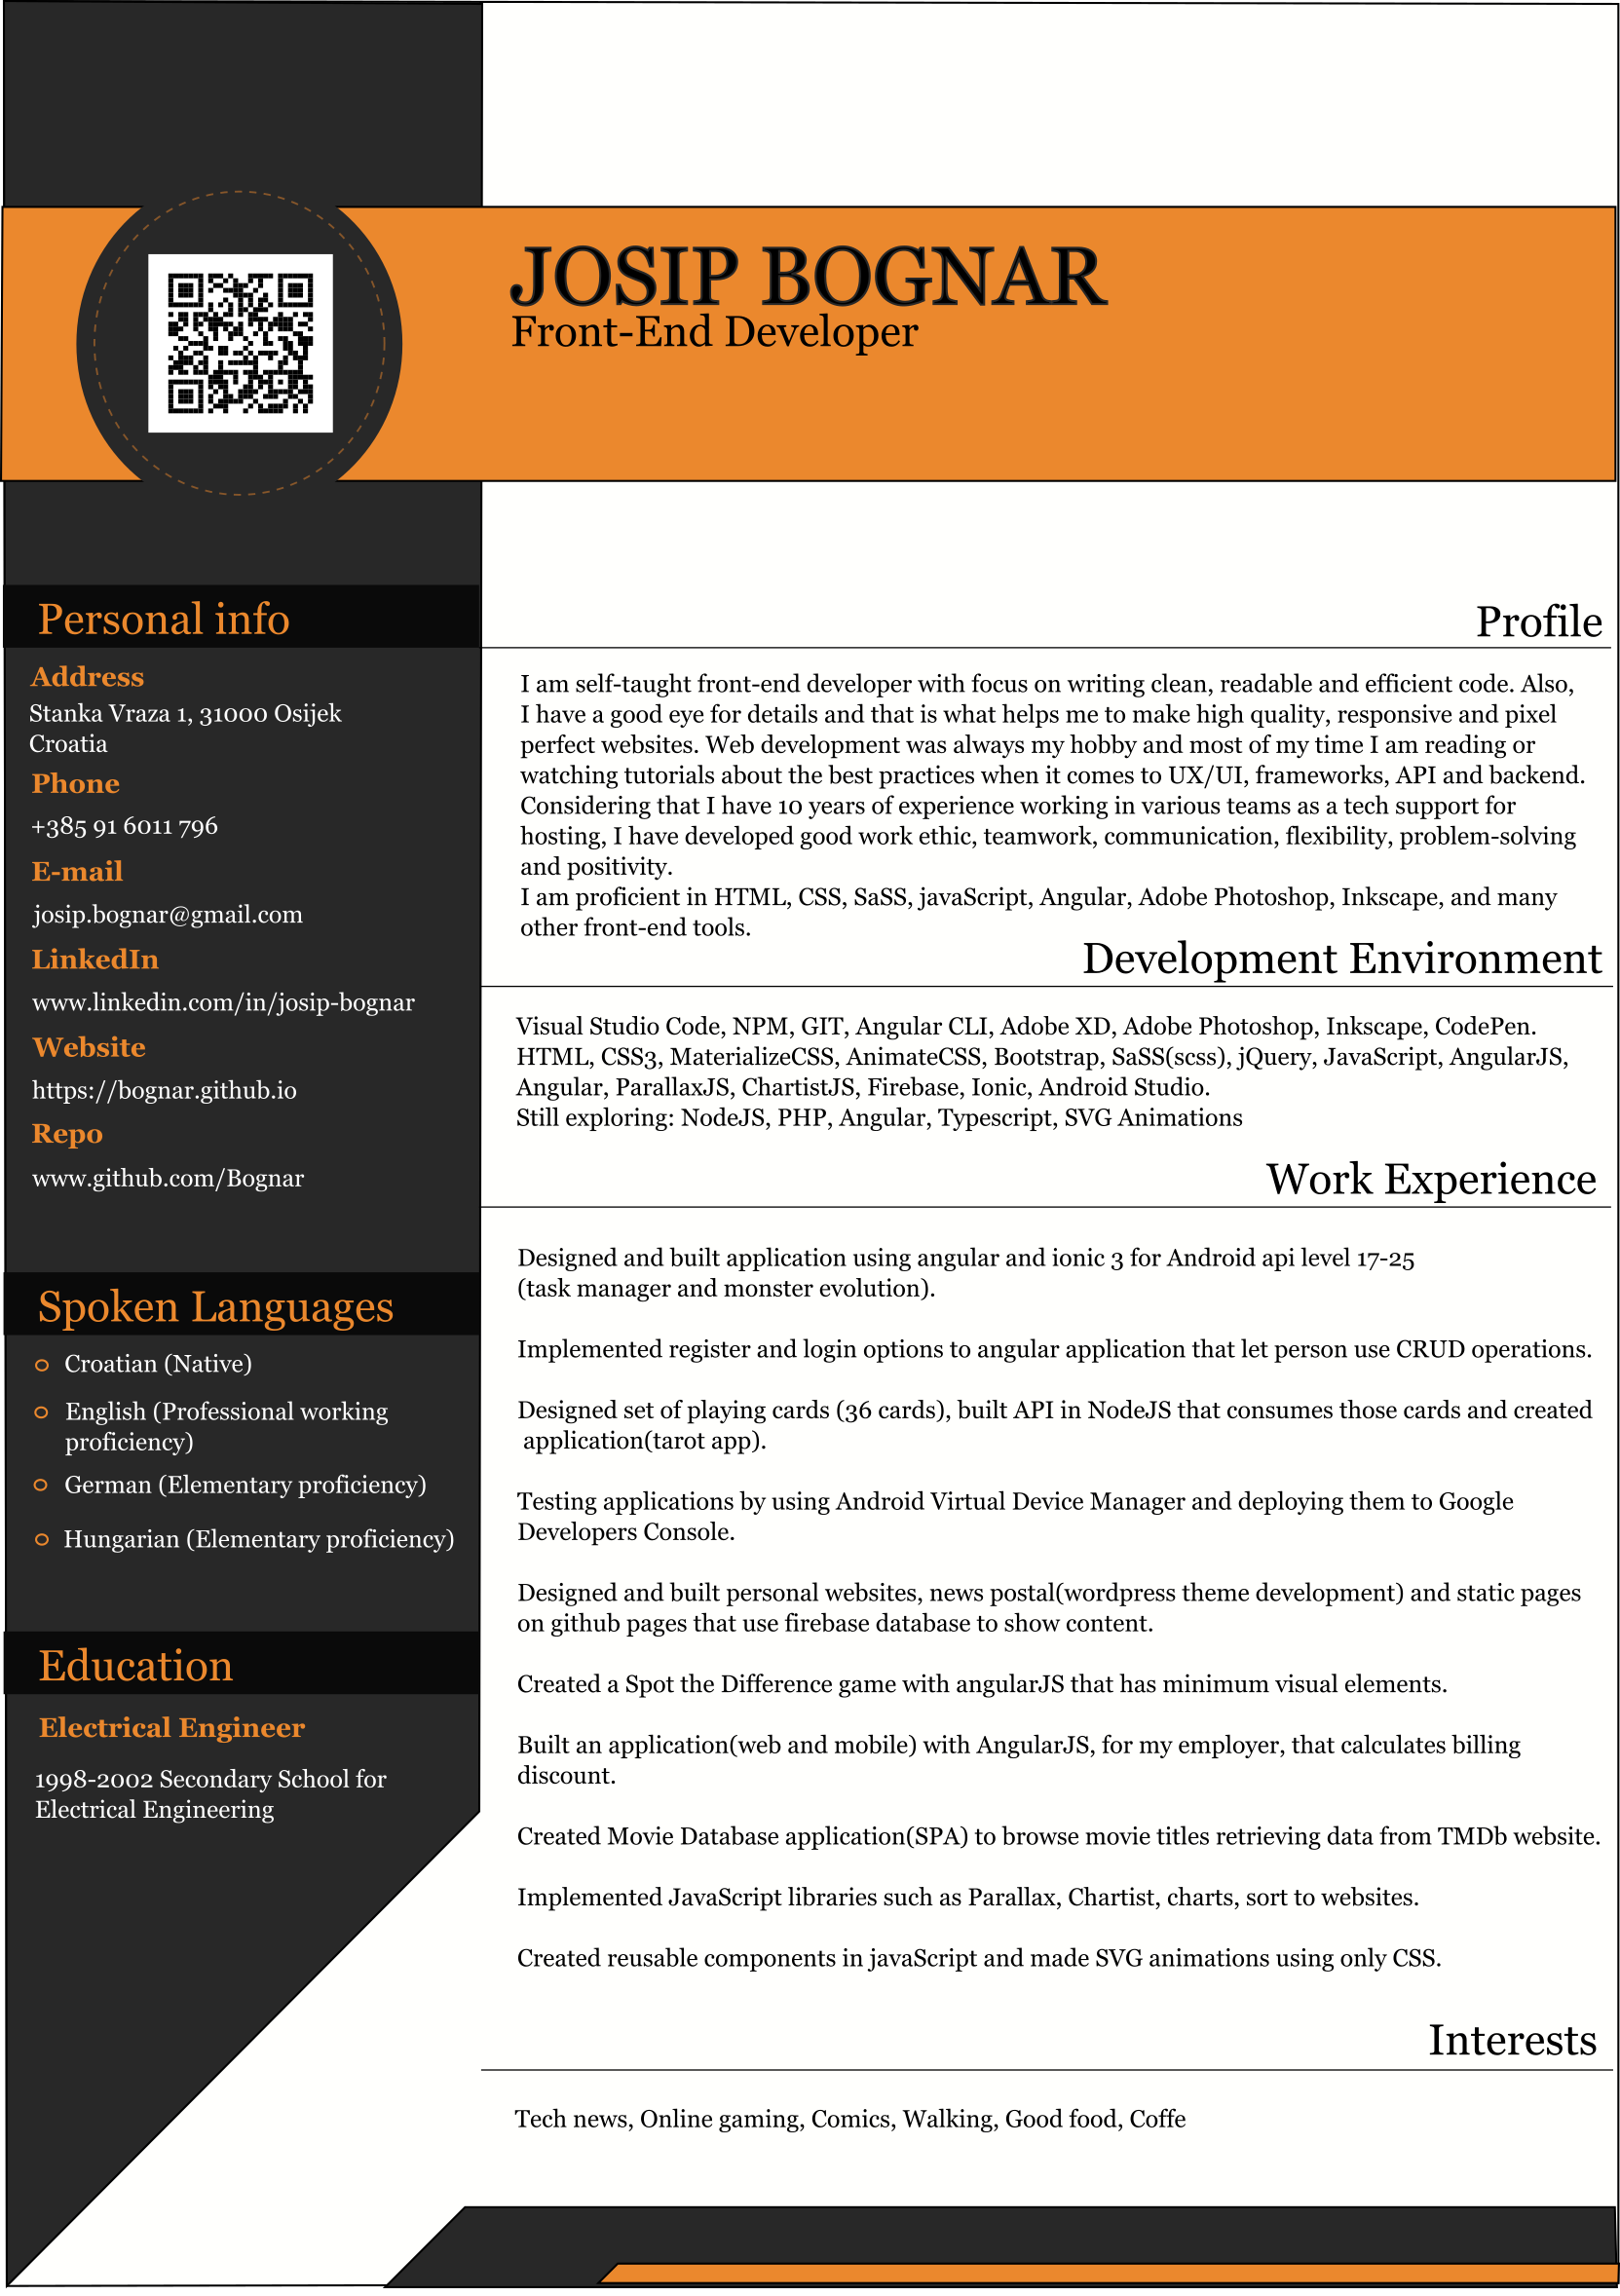 JOSIP BOGNAR
Front-End Developer
Personal info
Address
Stanka Vraza 1, 31000 Osijek
Croatia
Phone
+385 91 6011 796
E-mail
josip.bognar@gmail.com
LinkedIn
www.linkedin.com/in/josip-bognar
Website
https://bognar.github.io
Repo
www.github.com/Bognar
Spoken Languages
Croatian (Native)
English (Professional working
proficiency)
German (Elementary proficiency)
Hungarian (Elementary proficiency)
Education
Electrical Engineer
1998-2002 Secondary School for
Electrical Engineering
Profile
I am self-taught front-end developer with focus on writing clean, readable and efficient code. Also,
I have a good eye for details and that is what helps me to make high quality, responsive and pixel
perfect websites. Web development was always my hobby and most of my time I am reading or
watching tutorials about the best practices when it comes to UX/UI, frameworks, API and backend.
Considering that I have 10 years of experience working in various teams as a tech support for
hosting, I have developed good work ethic, teamwork, communication, flexibility, problem-solving
and positivity.
I am proficient in HTML, CSS, SaSS, javaScript, Angular, Adobe Photoshop, Inkscape, and many
other front-end tools.
Development Environment
Visual Studio Code, NPM, GIT, Angular CLI, Adobe XD, Adobe Photoshop, Inkscape, CodePen.
HTML, CSS3, MaterializeCSS, AnimateCSS, Bootstrap, SaSS(scss), jQuery, JavaScript, AngularJS,
Angular, ParallaxJS, ChartistJS, Firebase, Ionic, Android Studio.
Still exploring: NodeJS, PHP, Angular, Typescript, SVG Animations
Work Experience
Designed and built application using angular and ionic 3 for Android api level 17-25
(task manager and monster evolution).
Implemented register and login options to angular application that let person use CRUD operations.
Designed set of playing cards (36 cards), built API in NodeJS that consumes those cards and created
application(tarot app).
Testing applications by using Android Virtual Device Manager and deploying them to Google
Developers Console.
Designed and built personal websites, news postal(wordpress theme development) and static pages
on github pages that use firebase database to show content.
Created a Spot the Difference game with angularJS that has minimum visual elements.
Built an application(web and mobile) with AngularJS, for my employer, that calculates billing
discount.
Created Movie Database application(SPA) to browse movie titles retrieving data from TMDb website.
Implemented JavaScript libraries such as Parallax, Chartist, charts, sort to websites.
Created reusable components in javaScript and made SVG animations using only CSS.
Interests
Tech news, Online gaming, Comics, Walking, Good food, Coffe